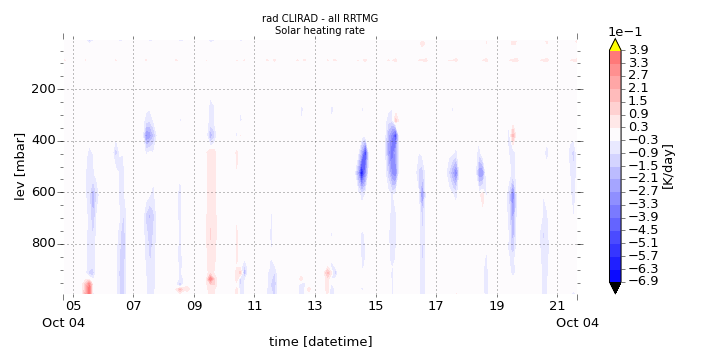 rad CLIRAD - all RRTMG
Solar heating rate
1e−1
200
400
600
800
lev [mbar]
05 07 09 11 13 15 17 19 21
Oct 04 Oct 04
time [datetime]
3.9
3.3
2.7
2.1
1.5
0.9
0.3
−0.3
−0.9
−1.5
−2.1
−2.7
−3.3
−3.9
−4.5
−5.1
−5.7
−6.3
−6.9
[K/day]